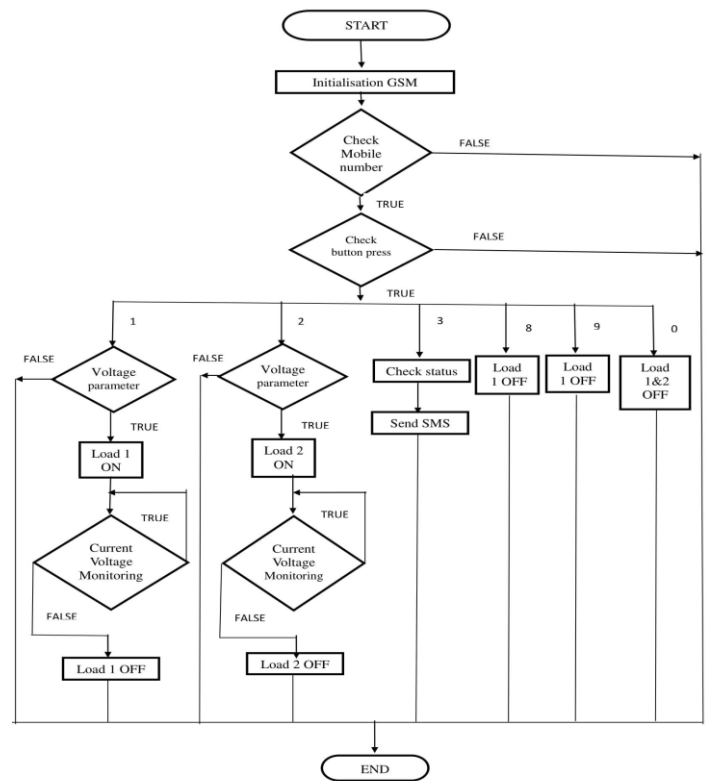 START
Initialisation GSM
Check
Mobile
number
FALSE
TRUE
Check
button press
FALSE
TRUE
1
2
3
8
9
0
FALSE
Voltage
parameter
TRUE
FALSE
Voltage
parameter
TRUE
Check status
Send SMS
Load
1 OFF
Load
1 OFF
Load
1&2
OFF
Load 1
ON
TRUE
Current
Voltage
Monitoring
FALSE
Load 1 OFF
Load 2
ON
TRUE
Current
Voltage
Monitoring
FALSE
Load 2 OFF
END